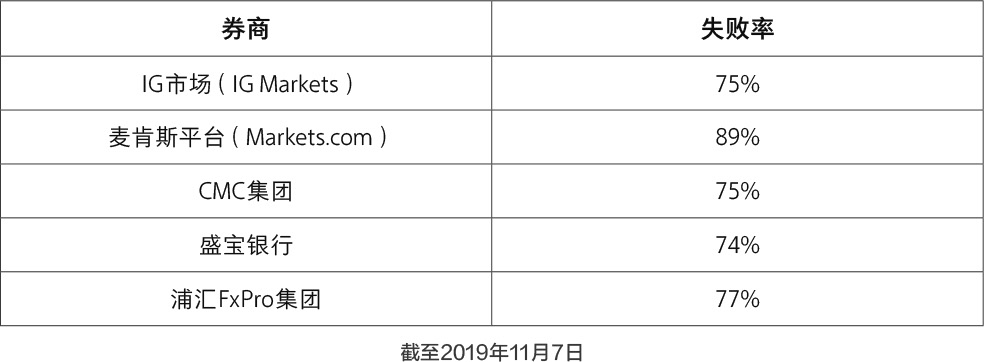 券商 失败率
IG市场（IG Markets） 75%
麦肯斯平台（Markets.com） 89%
CMC集团 75%
盛宝银行 74%
浦汇FxPro集团 77%
截至2019年11月7日